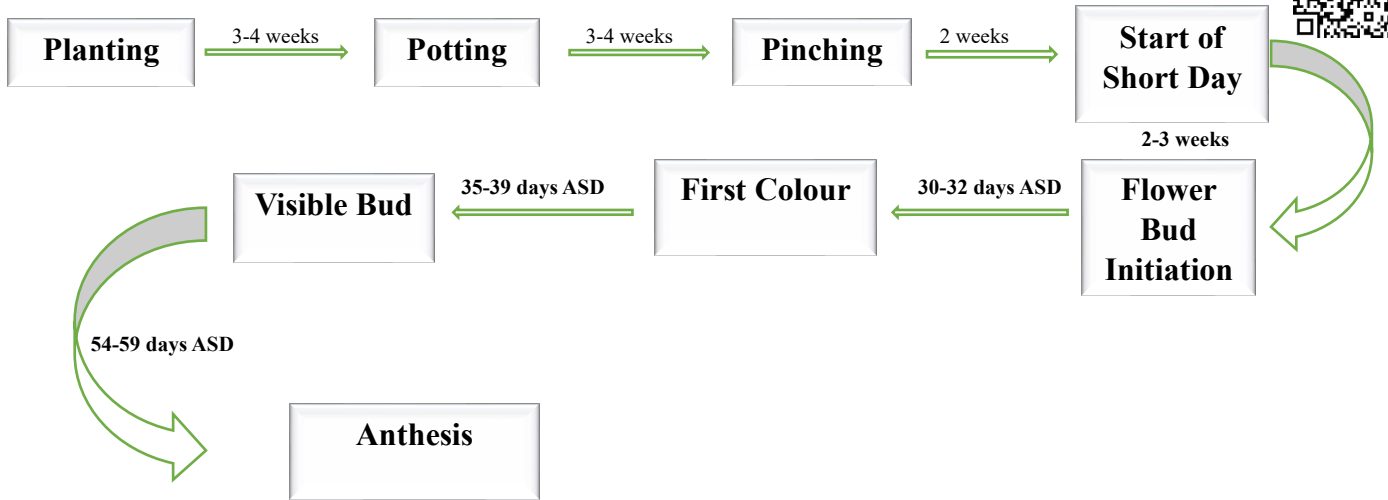 Planting
3-4 weeks
Potting
3-4 weeks
Pinching
2 weeks
Start of
Short Day
2-3 weeks
Flower
Bud
Initiation
30-32 days ASD
First Colour
35-39 days ASD
Visible Bud
54-59 days ASD
Anthesis